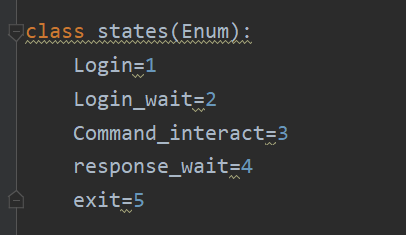 class states(Enum):
    Login=1
    Login_wait=2
    Command_interact=3
    response_wait=4
    exit=5